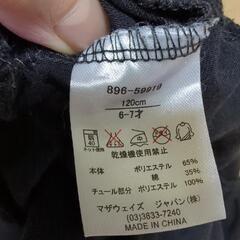 896-59919
120cm
6-7才
40
ネット使用
乾燥機使用禁止
本体 ポリエステル 65%
綿 35%
チュール部分 ポリエステル 100%
マザウェイズ ジャパン(株)
(03)3833-7240
MADE IN CHINA